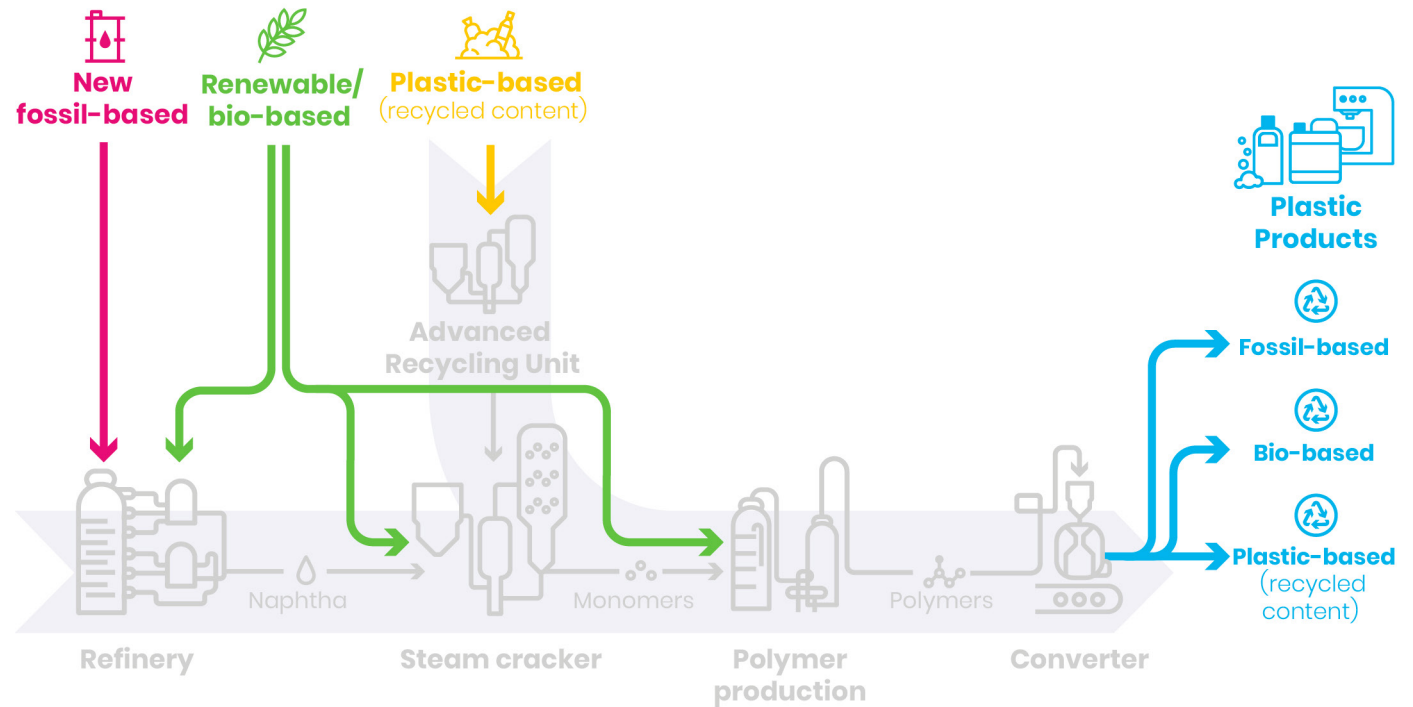 New
fossil-based
Renewable/
bio-based
Plastic-based
(recycled content)
Plastic
Products
Advanced
Recycling Unit
Fossil-based
Bio-based
Plastic-based
(recycled
content)
Naphtha
Monomers
Polymers
Refinery
Steam cracker
Polymer
production
Converter